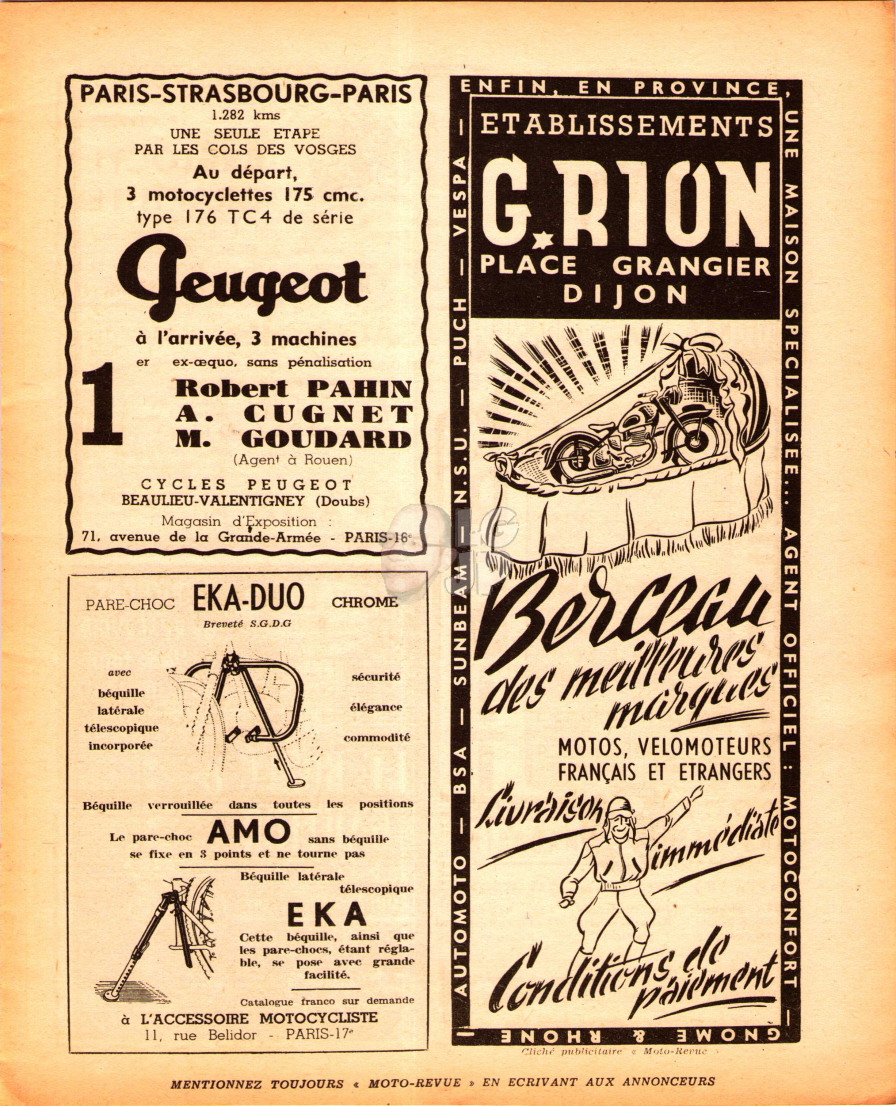 PARIS-STRASBOURG-PARIS
1.282 kms
UNE SEULE ETAPE
PAR LES COLS DES VOSGES
Au départ,
3 motocyclettes 175 cmc.
type 176 TC4 de série
Peugeot
à l'arrivée, 3 machines
1 er ex-æquo, sans pénalisation
Robert PAHIN
A. CUGNET
M. GOUDARD
(Agent à Rouen)
CYCLES PEUGEOT
BEAULIEU-VALENTIGNEY (Doubs)
Magasin d'Exposition :
71, avenue de la Grande-Armée - PARIS-16e
PARE-CHOC EKA-DUO CHROME
Breveté S.G.D.G
avec
béquille
latérale
télescopique
incorporée
sécurité
élégance
commodité
Béquille verrouillée dans toutes les positions
Le pare-choc AMO sans béquille
se fixe en 3 points et ne tourne pas
Béquille latérale
télescopique
EKA
Cette béquille, ainsi que
les pare-chocs, étant régla-
ble, se pose avec grande
facilité.
Catalogue franco sur demande
à L'ACCESSOIRE MOTOCYCLISTE
11, rue Belidor - PARIS-17e
ENFIN, EN PROVINCE,
UNE MAISON SPECIALISEE... AGENT OFFICIEL : MOTOCONFORT —
GNOME & RHONE
— AUTOMOTO — BSA — SUNBEAM — N.S.U. — PUCH — VESPA —
ETABLISSEMENTS
G. RION
PLACE GRANGIER
DIJON
Berceau
des meilleures
marques
MOTOS, VELOMOTEURS
FRANÇAIS ET ETRANGERS
Livraison
immédiate
Conditions de
paiement
Cliché publicitaire « Moto-Revue »
MENTIONNEZ TOUJOURS « MOTO-REVUE » EN ECRIVANT AUX ANNONCEURS